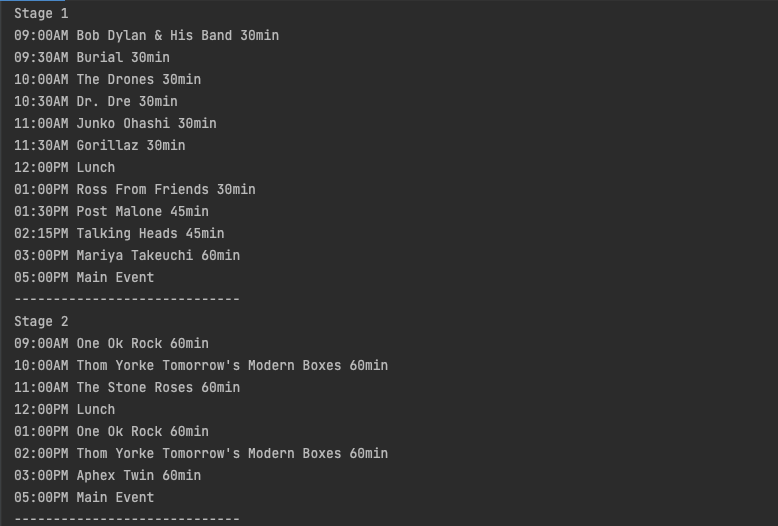 Stage 1
09:00AM Bob Dylan & His Band 30min
09:30AM Burial 30min
10:00AM The Drones 30min
10:30AM Dr. Dre 30min
11:00AM Junko Ohashi 30min
11:30AM Gorillaz 30min
12:00PM Lunch
01:00PM Ross From Friends 30min
01:30PM Post Malone 45min
02:15PM Talking Heads 45min
03:00PM Mariya Takeuchi 60min
05:00PM Main Event
-----------------------------
Stage 2
09:00AM One Ok Rock 60min
10:00AM Thom Yorke Tomorrow's Modern Boxes 60min
11:00AM The Stone Roses 60min
12:00PM Lunch
01:00PM One Ok Rock 60min
02:00PM Thom Yorke Tomorrow's Modern Boxes 60min
03:00PM Aphex Twin 60min
05:00PM Main Event
-----------------------------